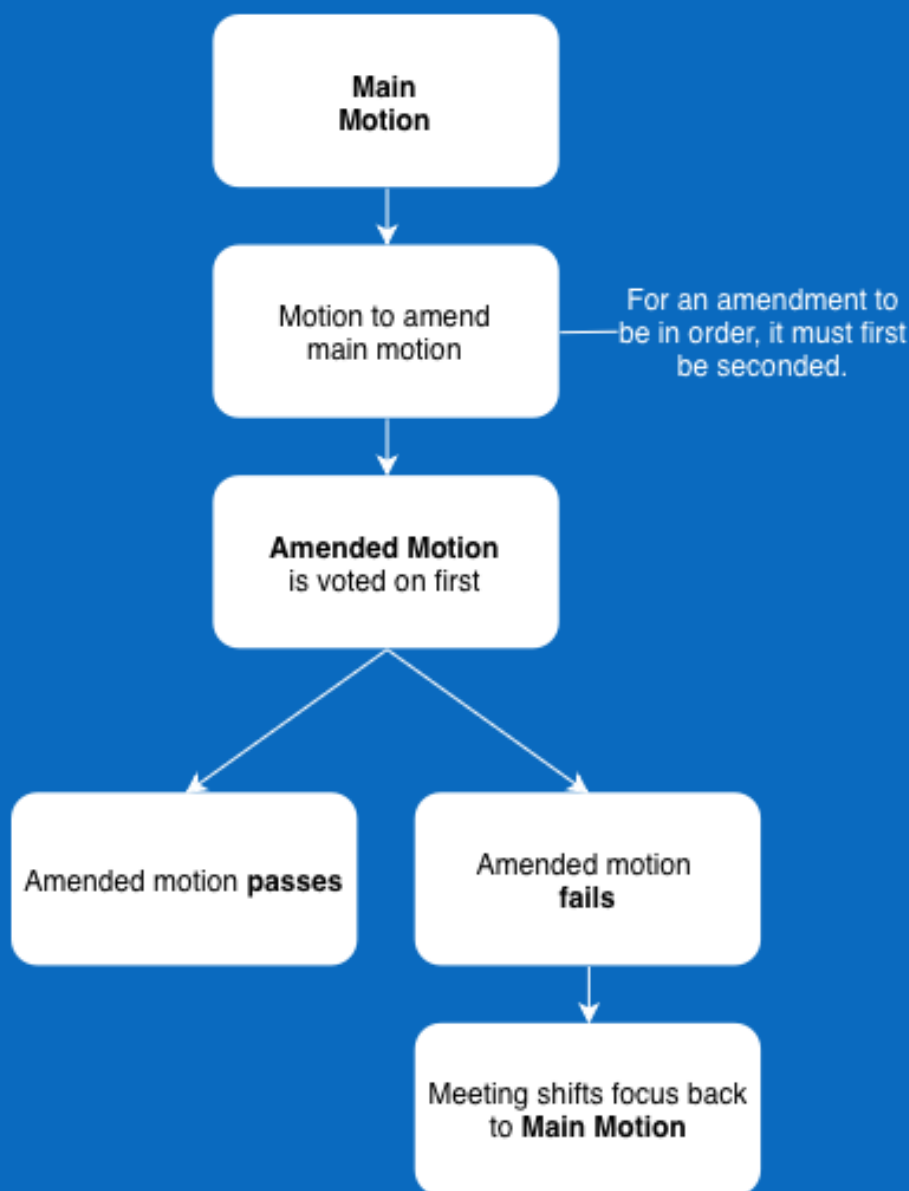 Main
Motion
Motion to amend
main motion
For an amendment to
be in order, it must first
be seconded.
Amended Motion
is voted on first
Amended motion passes
Amended motion
fails
Meeting shifts focus back
to Main Motion